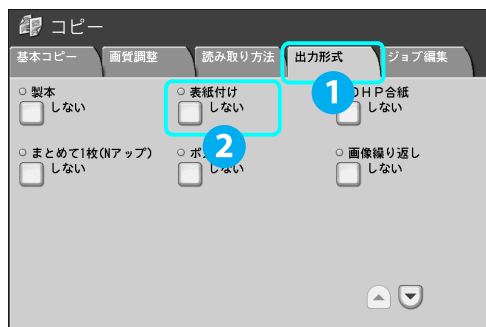 コピー
基本コピー 画質調整 読み取り方法 出力形式 ジョブ編集
1
製本 表紙付け HP合紙
しない しない しない
2
まとめて1枚(Nアップ) ポ 画像繰り返し
しない しない しない